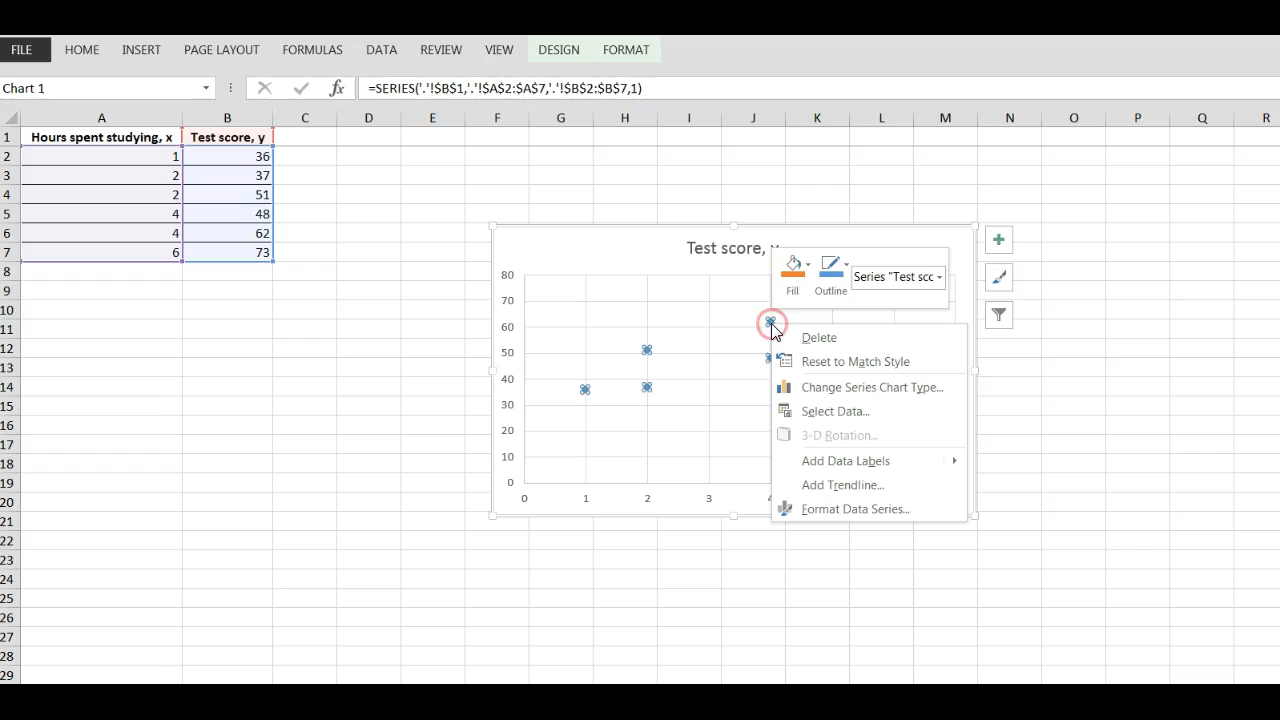 FILE HOME INSERT PAGE LAYOUT FORMULAS DATA REVIEW VIEW DESIGN FORMAT
Chart 1 fx =SERIES('.'!$B$1,'.'!$A$2:$A$7,'.'!$B$2:$B$7,1)
A B C D E F G H I J K L M N O P Q R
1 Hours spent studying, x Test score, y
2 1 36
3 2 37
4 2 51
5 4 48
6 4 62
7 6 73
8
9
10
11
12
13
14
15
16
17
18
19
20
21
22
23
24
25
26
27
28
29
Test score, y
80
70
60
50
40
30
20
10
0
0 1 2 3 4
Series "Test scc
Fill Outline
Delete
Reset to Match Style
Change Series Chart Type...
Select Data...
3-D Rotation...
Add Data Labels
Add Trendline...
Format Data Series...